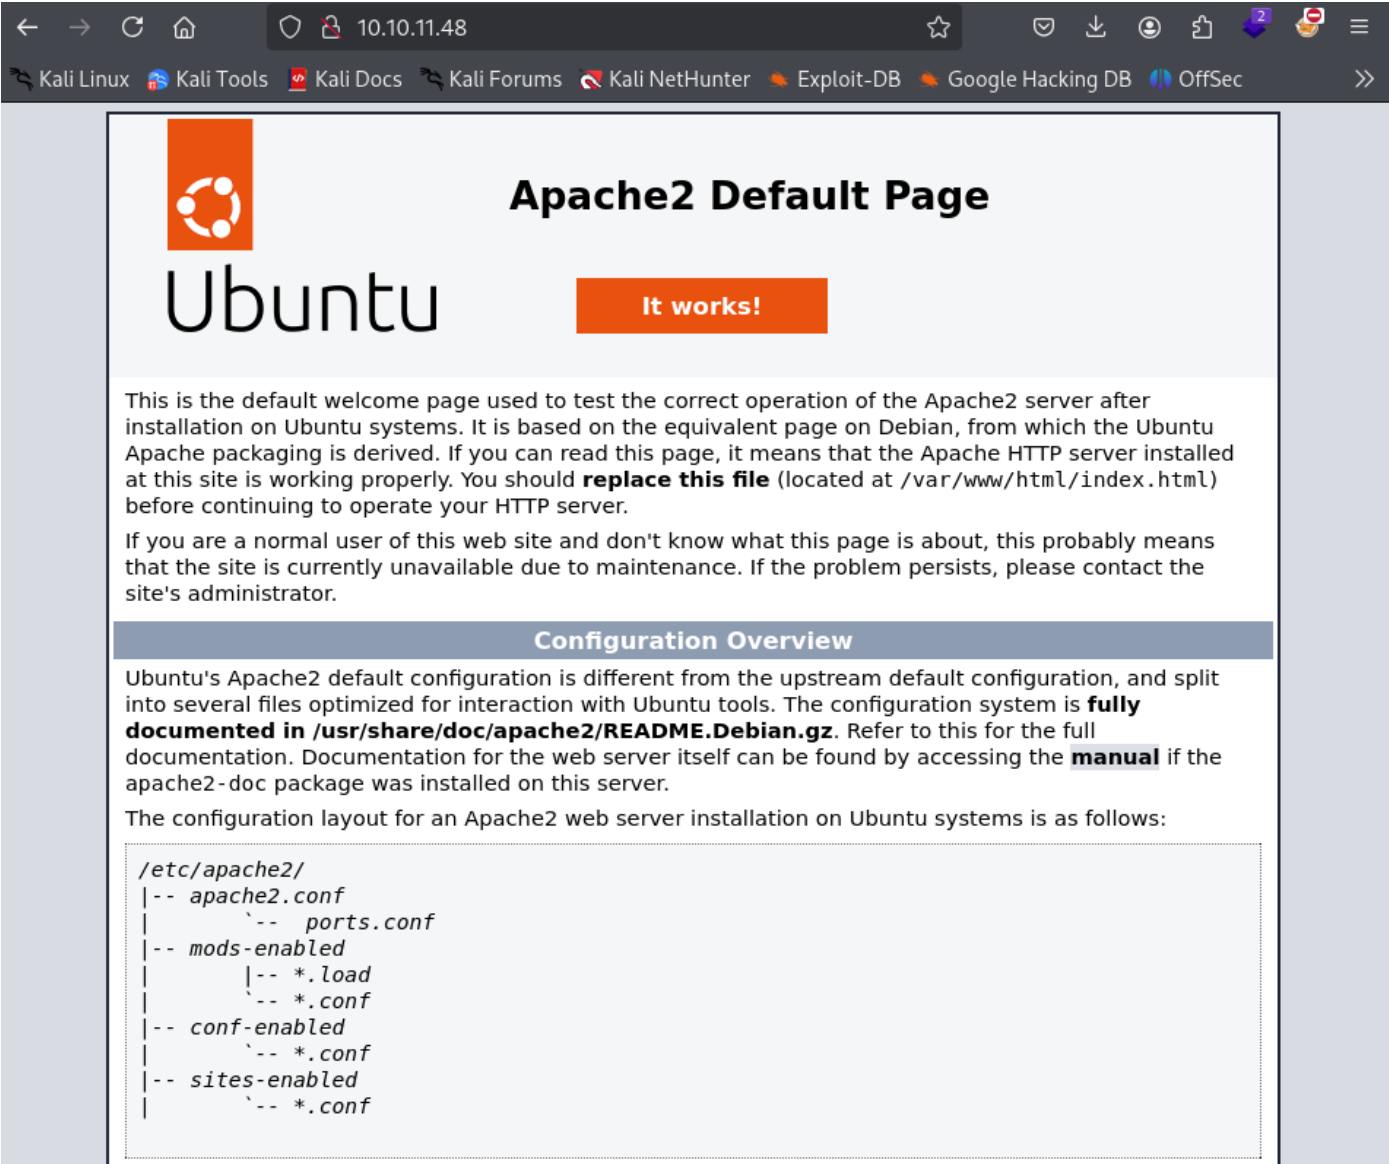 10.10.11.48
2
Kali Linux Kali Tools Kali Docs Kali Forums Kali NetHunter Exploit-DB Google Hacking DB OffSec
Apache2 Default Page
Ubuntu
It works!
This is the default welcome page used to test the correct operation of the Apache2 server after
installation on Ubuntu systems. It is based on the equivalent page on Debian, from which the Ubuntu
Apache packaging is derived. If you can read this page, it means that the Apache HTTP server installed
at this site is working properly. You should replace this file (located at /var/www/html/index.html)
before continuing to operate your HTTP server.
If you are a normal user of this web site and don't know what this page is about, this probably means
that the site is currently unavailable due to maintenance. If the problem persists, please contact the
site's administrator.
Configuration Overview
Ubuntu's Apache2 default configuration is different from the upstream default configuration, and split
into several files optimized for interaction with Ubuntu tools. The configuration system is fully
documented in /usr/share/doc/apache2/README.Debian.gz. Refer to this for the full
documentation. Documentation for the web server itself can be found by accessing the manual if the
apache2-doc package was installed on this server.
The configuration layout for an Apache2 web server installation on Ubuntu systems is as follows:
/etc/apache2/
|-- apache2.conf
|       `--  ports.conf
|-- mods-enabled
|       |-- *.load
|       `-- *.conf
|-- conf-enabled
|       `-- *.conf
|-- sites-enabled
|       `-- *.conf